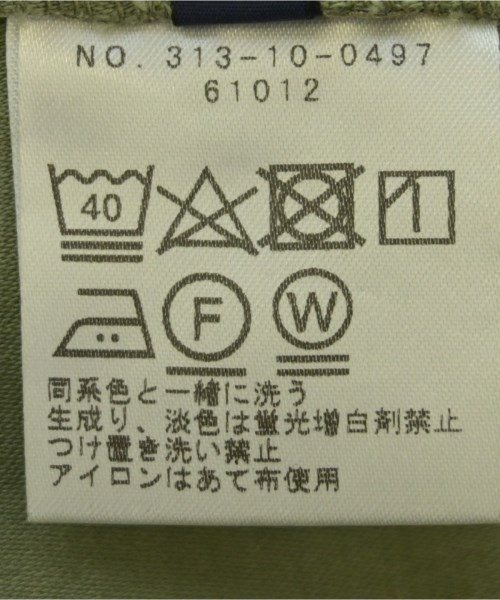 NO. 313-10-0497
61012
40
F
W
同系色と一緒に洗う
生成り、淡色は蛍光増白剤禁止
つけ置き洗い禁止
アイロンはあて布使用